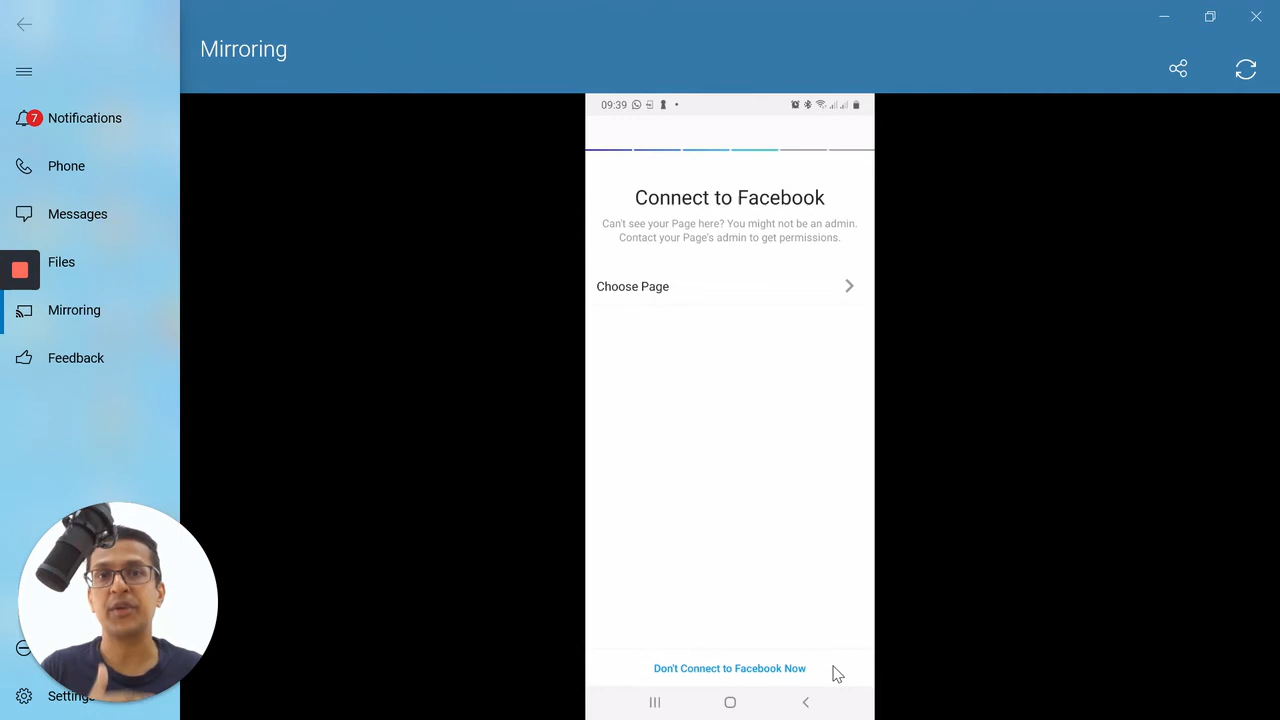 Mirroring
7
Notifications
Phone
Messages
Files
Mirroring
Feedback
Settings
09:39
Connect to Facebook
Can't see your Page here? You might not be an admin.
Contact your Page's admin to get permissions.
Choose Page
Don't Connect to Facebook Now